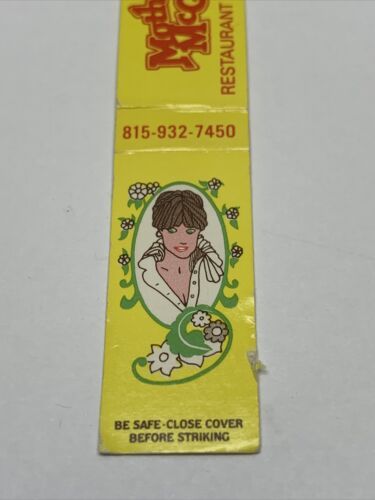 RESTAURANT
815-932-7450
BE SAFE-CLOSE COVER
BEFORE STRIKING